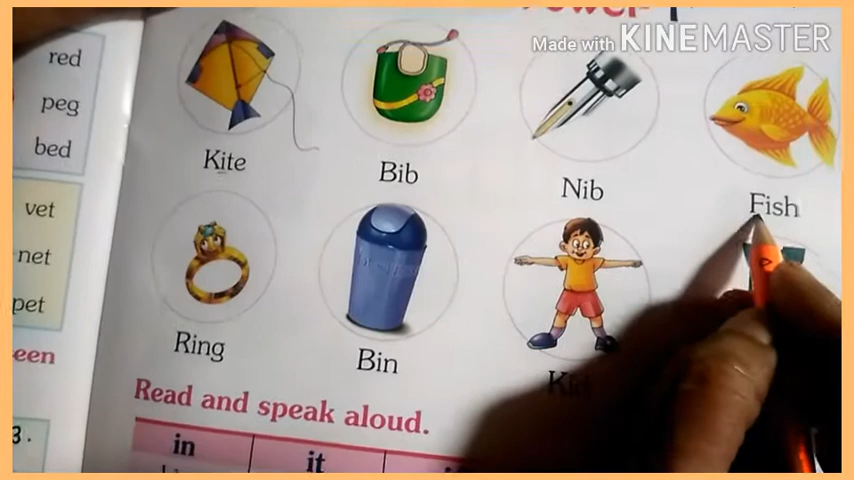 Made with KINEMASTER
red
peg
bed
vet
net
pet
een
3.
Kite
Bib
Nib
Fish
Ring
Bin
Read and speak aloud.
in
it